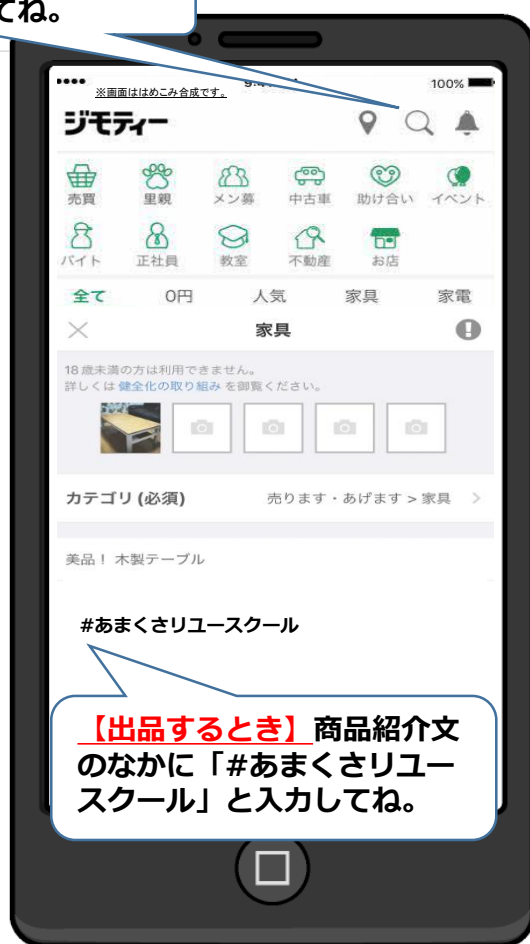 てね。
※画面ははめこみ合成です。
100%
ジモティー
売買 里親 メン募 中古車 助け合い イベント
バイト 正社員 教室 不動産 お店
全て 0円 人気 家具 家電
家具
18歳未満の方は利用できません。
詳しくは健全化の取り組みを御覧ください。
カテゴリ (必須) 売ります・あげます > 家具 >
美品！ 木製テーブル
#あまくさリユースクール
【出品するとき】商品紹介文
のなかに「#あまくさリユー
スクール」と入力してね。